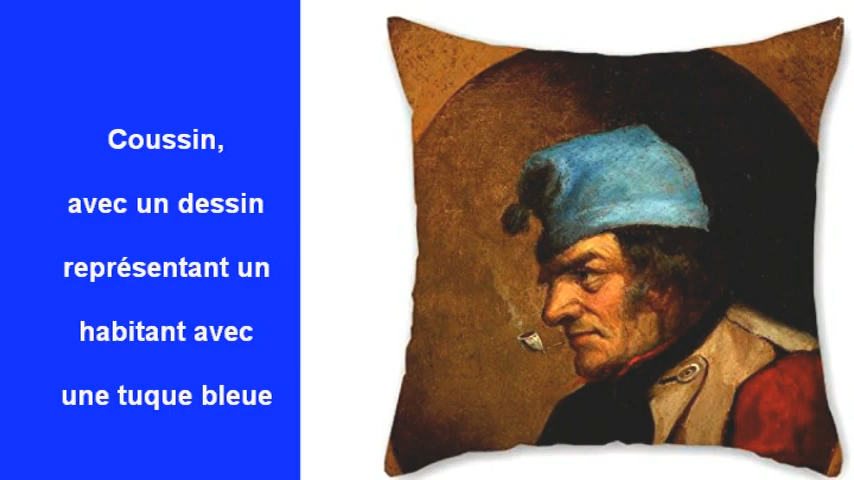 Coussin,
avec un dessin
représentant un
habitant avec
une tuque bleue